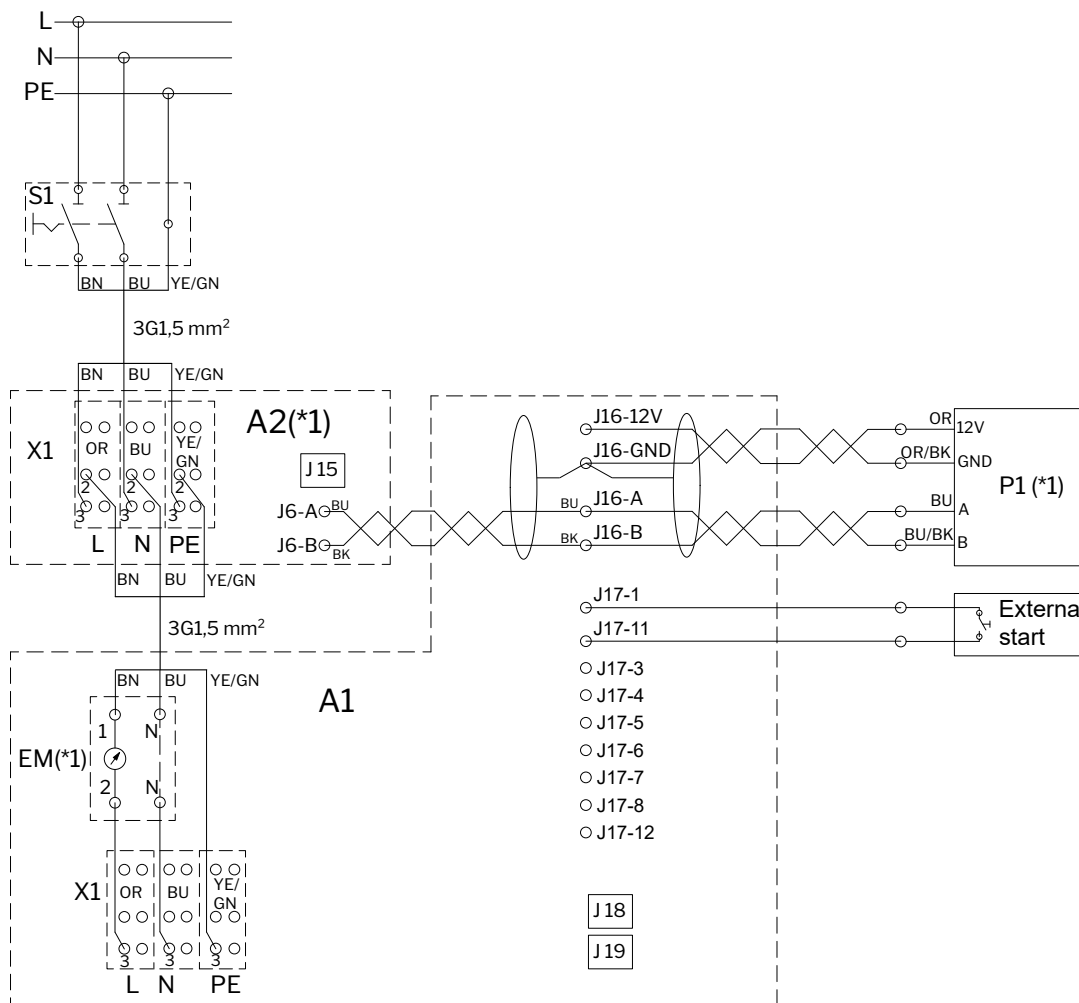 L
N
PE
S1
BN BU YE/GN
3G1,5 mm²
BN BU YE/GN
A2(*1)
X1
OR BU YE/
GN
2 2 2
3 3 3
L N PE
J15
J6-A BU
J6-B BK
BN BU YE/GN
3G1,5 mm²
BN BU YE/GN
A1
EM(*1)
1 N
2 N
X1
OR BU YE/
GN
3 3 3
L N PE
J16-12V
J16-GND
BU J16-A
BK J16-B
OR 12V
OR/BK GND
BU A
BU/BK B
P1 (*1)
J17-1
J17-11
J17-3
J17-4
J17-5
J17-6
J17-7
J17-8
J17-12
Externa
start
J18
J19